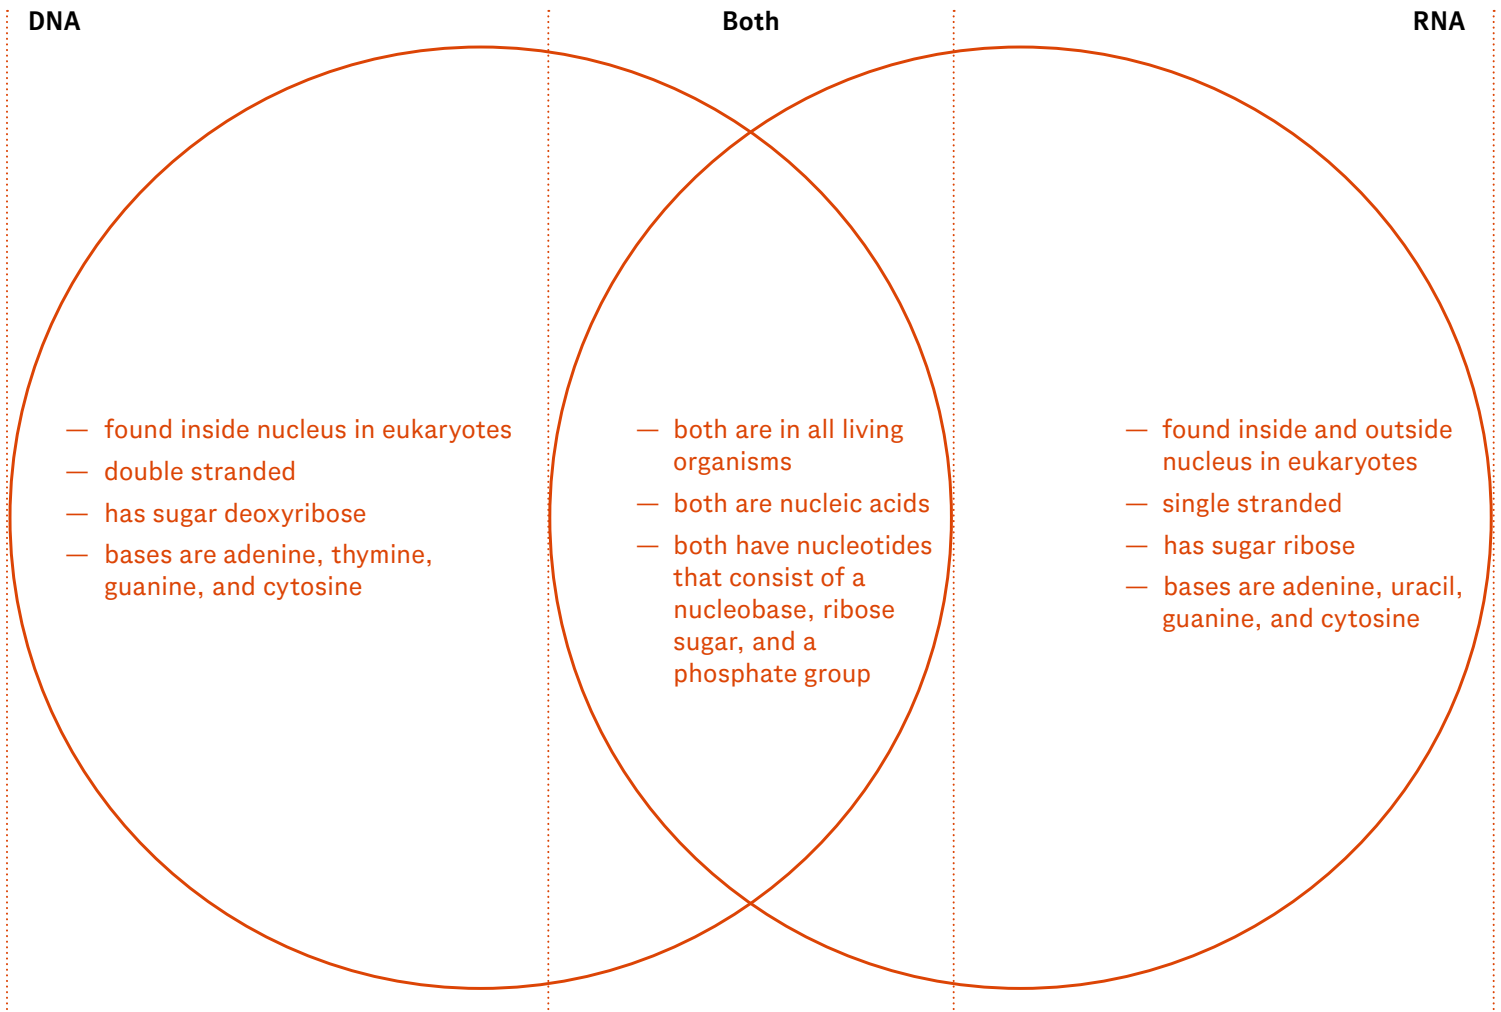 DNA
Both
RNA
— found inside nucleus in eukaryotes
— double stranded
— has sugar deoxyribose
— bases are adenine, thymine,
guanine, and cytosine
— both are in all living
organisms
— both are nucleic acids
— both have nucleotides
that consist of a
nucleobase, ribose
sugar, and a
phosphate group
— found inside and outside
nucleus in eukaryotes
— single stranded
— has sugar ribose
— bases are adenine, uracil,
guanine, and cytosine